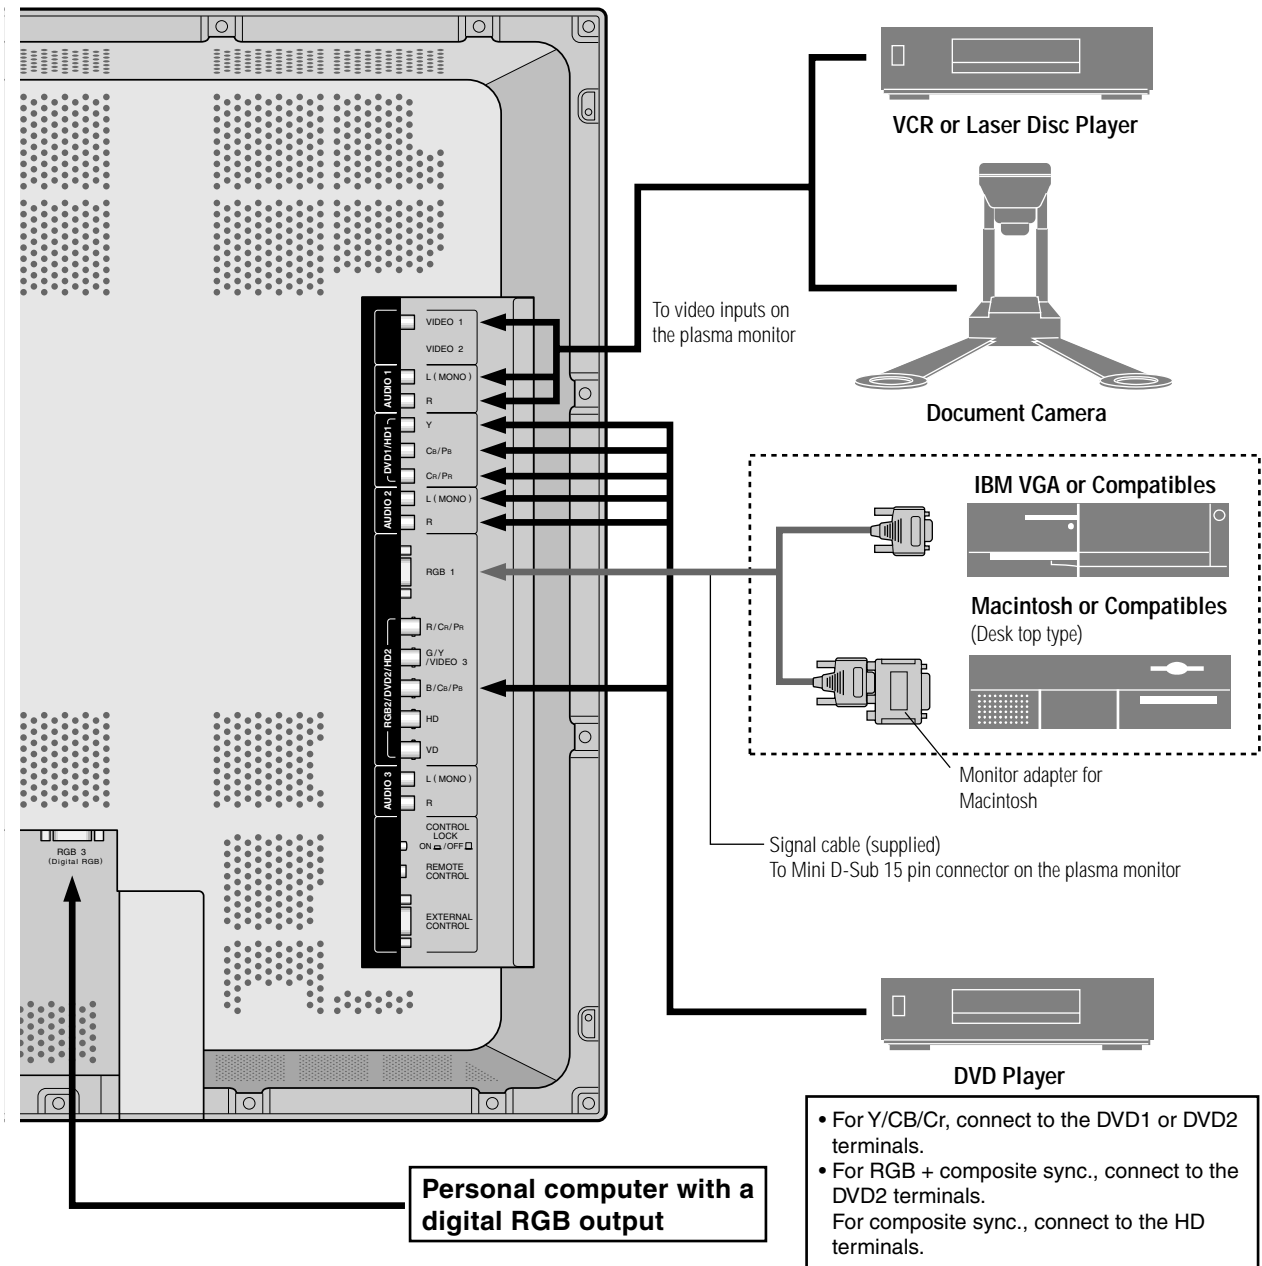 VCR or Laser Disc Player
To video inputs on
the plasma monitor
Document Camera
VIDEO 1
VIDEO 2
AUDIO 1
L ( MONO )
R
DVD1/HD1
Y
CB/PB
CR/PR
AUDIO 2
L ( MONO )
R
RGB 1
RGB2/DVD2/HD2
R/CR/PR
G/Y
/VIDEO 3
B/CB/PB
HD
VD
AUDIO 3
L ( MONO )
R
CONTROL
LOCK
ON /OFF
REMOTE
CONTROL
EXTERNAL
CONTROL
IBM VGA or Compatibles
Macintosh or Compatibles
(Desk top type)
Monitor adapter for
Macintosh
Signal cable (supplied)
To Mini D-Sub 15 pin connector on the plasma monitor
RGB 3
(Digital RGB)
DVD Player
• For Y/CB/Cr, connect to the DVD1 or DVD2
terminals.
• For RGB + composite sync., connect to the
DVD2 terminals.
For composite sync., connect to the HD
terminals.
Personal computer with a
digital RGB output